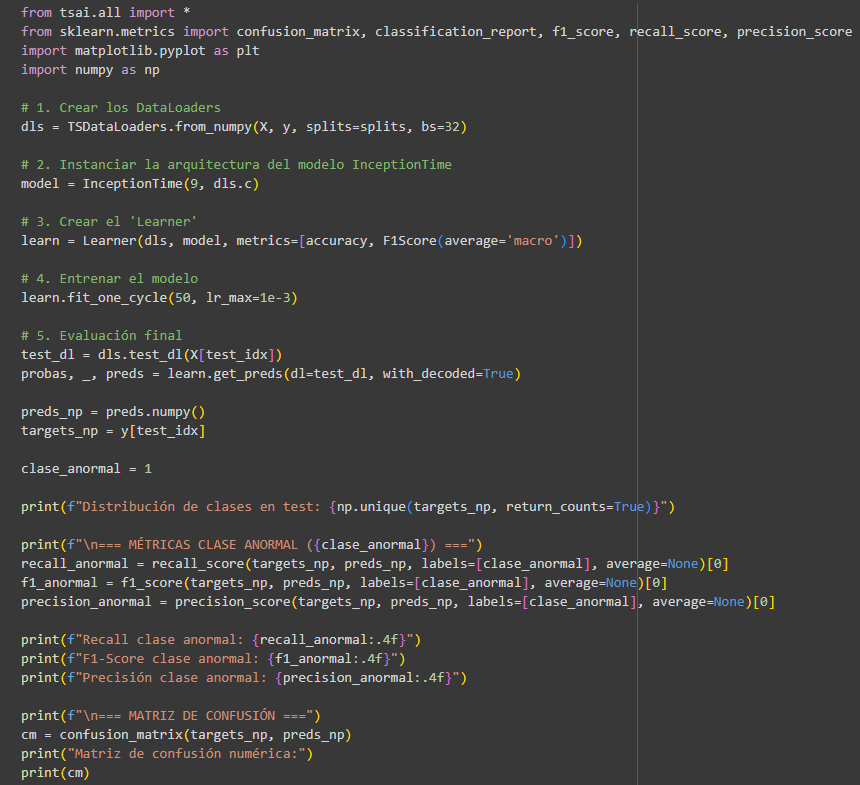 from tsai.all import *
from sklearn.metrics import confusion_matrix, classification_report, f1_score, recall_score, precision_score
import matplotlib.pyplot as plt
import numpy as np
# 1. Crear los DataLoaders
dls = TSDataLoaders.from_numpy(X, y, splits=splits, bs=32)
# 2. Instanciar la arquitectura del modelo InceptionTime
model = InceptionTime(9, dls.c)
# 3. Crear el 'Learner'
learn = Learner(dls, model, metrics=[accuracy, F1Score(average='macro')])
# 4. Entrenar el modelo
learn.fit_one_cycle(50, lr_max=1e-3)
# 5. Evaluación final
test_dl = dls.test_dl(X[test_idx])
probas, _, preds = learn.get_preds(dl=test_dl, with_decoded=True)
preds_np = preds.numpy()
targets_np = y[test_idx]
clase_anormal = 1
print(f"Distribución de clases en test: {np.unique(targets_np, return_counts=True)}")
print(f"\n=== MÉTRICAS CLASE ANORMAL ({clase_anormal}) ===")
recall_anormal = recall_score(targets_np, preds_np, labels=[clase_anormal], average=None)[0]
f1_anormal = f1_score(targets_np, preds_np, labels=[clase_anormal], average=None)[0]
precision_anormal = precision_score(targets_np, preds_np, labels=[clase_anormal], average=None)[0]
print(f"Recall clase anormal: {recall_anormal:.4f}")
print(f"F1-Score clase anormal: {f1_anormal:.4f}")
print(f"Precisión clase anormal: {precision_anormal:.4f}")
print(f"\n=== MATRIZ DE CONFUSIÓN ===")
cm = confusion_matrix(targets_np, preds_np)
print("Matriz de confusión numérica:")
print(cm)